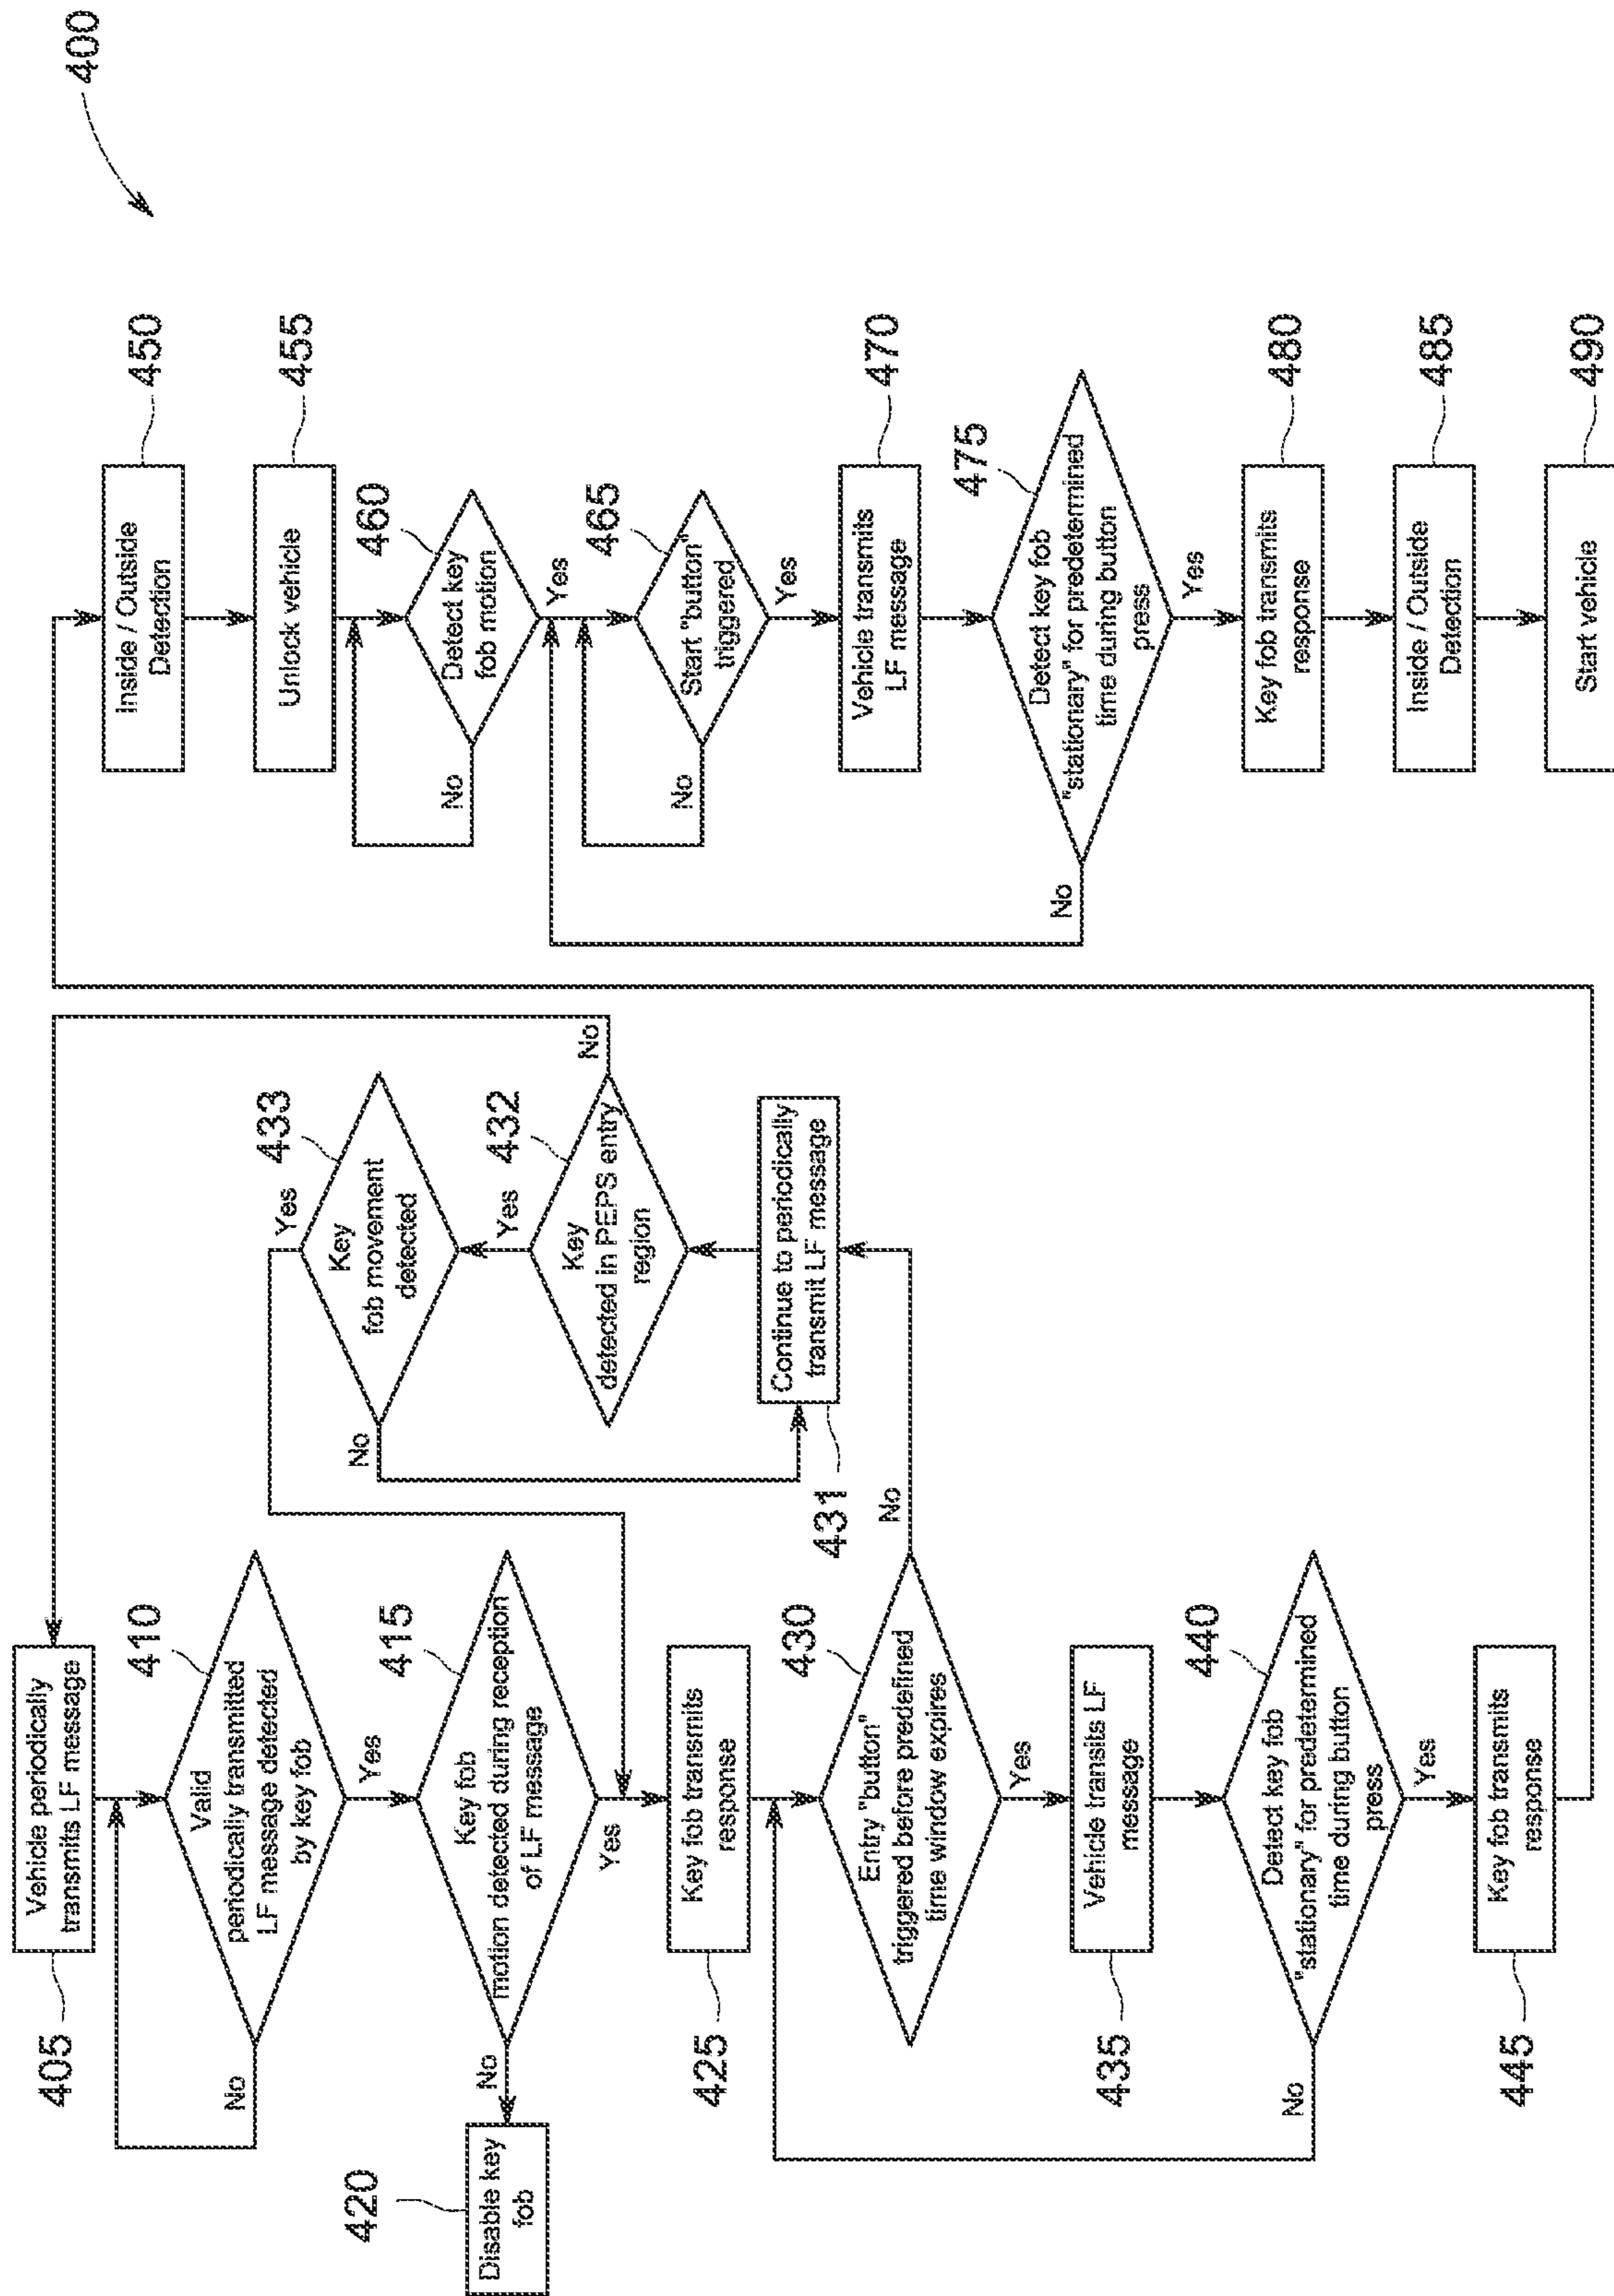 400
Vehicle periodically
transmits LF message
405
Valid
periodically transmitted
LF message detected
by key fob
410
No
Yes
Key fob
motion detected during reception
of LF message
415
No
Disable key
fob
420
Yes
Key fob transmits
response
425
Entry "button"
triggered before predefined
time window expires
430
No
Yes
Continue to periodically
transmit LF message
431
Key
detected in PEPS entry
region
432
No
Yes
Key
fob movement
detected
433
Yes
No
Vehicle transits LF
message
435
Detect key fob
"stationary" for predetermined
time during button
press
440
No
Yes
Key fob transmits
response
445
Inside / Outside
Detection
450
Unlock vehicle
455
Detect key
fob motion
460
No
Yes
Start "button"
triggered
465
No
Yes
Vehicle transmits
LF message
470
Detect key fob
"stationary" for predetermined
time during button
press
475
No
Yes
Key fob transmits
response
480
Inside / Outside
Detection
485
Start vehicle
490